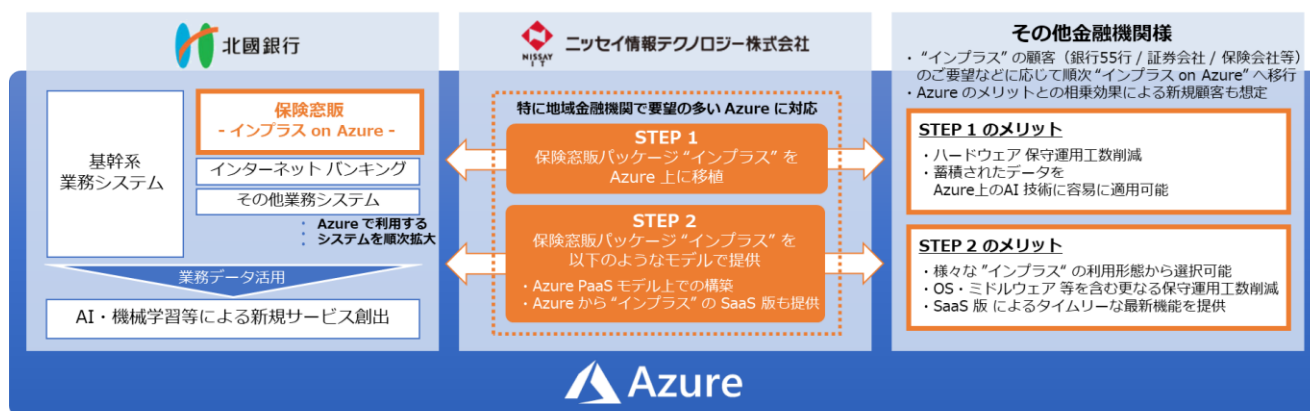 北國銀行
基幹系
業務システム
保険窓販
- インプラス on Azure -
インターネット バンキング
その他業務システム
Azure で利用する
システムを順次拡大
業務データ活用
AI・機械学習等による新規サービス創出
NISSAY
IT
ニッセイ情報テクノロジー株式会社
特に地域金融機関で要望の多い Azure に対応
STEP 1
保険窓販パッケージ “インプラス” を
Azure 上に移植
STEP 2
保険窓販パッケージ “インプラス” を
以下のようなモデルで提供
・Azure PaaS モデル上での構築
・Azure から “インプラス” の SaaS 版も提供
その他金融機関様
・“インプラス” の顧客（銀行55行 / 証券会社 / 保険会社等）
のご要望などに応じて順次 “インプラス on Azure” へ移行
・Azure のメリットとの相乗効果による新規顧客も想定
STEP 1 のメリット
・ハードウェア 保守運用工数削減
・蓄積されたデータを
Azure上のAI 技術に容易に適用可能
STEP 2 のメリット
・様々な ”インプラス” の利用形態から選択可能
・OS・ミドルウェア 等を含む更なる保守運用工数削減
・SaaS 版 によるタイムリーな最新機能を提供
Azure